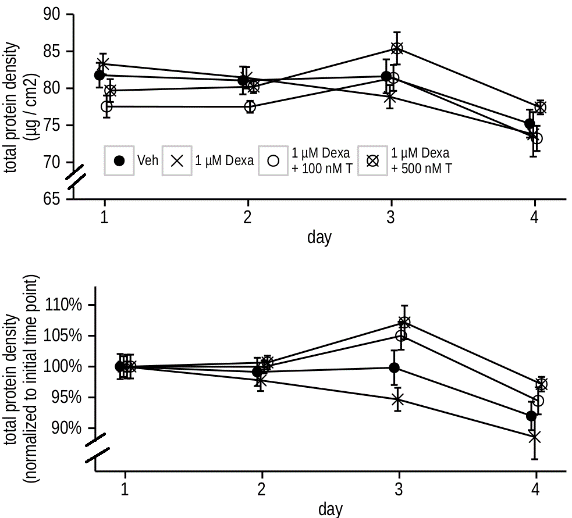 total protein density
(µg / cm2)
90
85
80
75
70
65
Veh
1 µM Dexa
1 µM Dexa
+ 100 nM T
1 µM Dexa
+ 500 nM T
1 2 3 4
day
total protein density
(normalized to initial time point)
110%
105%
100%
95%
90%
1 2 3 4
day